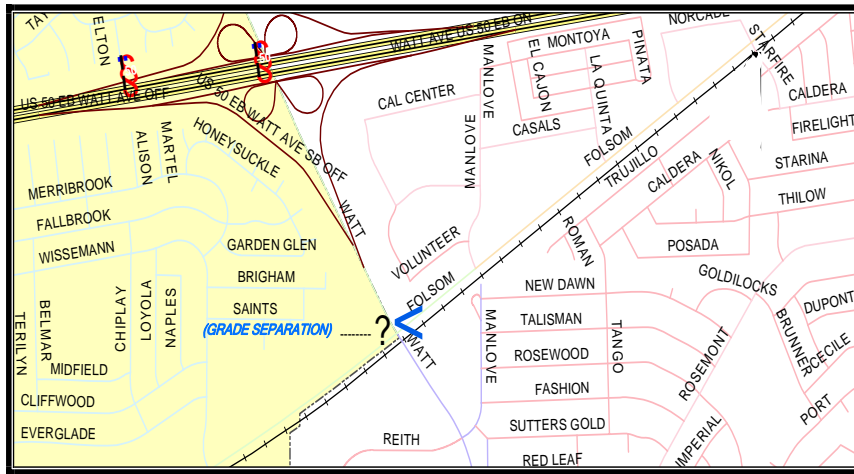 TAY
ELTON
NORCADE
STARFIRE
WATT AVE US 50 EB ON
MONTOYA
PINATA
MANLOVE
EL CAJON
LA QUINTA
CAL CENTER
CASALS
US 50 EB WATT AVE OFF
US 50 EB WATT AVE SB OFF
CALDERA
FIRELIGHT
FOLSOM
TRUJILLO
CALDERA
NIKOL
STARINA
THILOW
HONEYSUCKLE
MARTEL
ALISON
MANLOVE
MERRIBROOK
FALLBROOK
WISSEMANN
WATT
ROMAN
POSADA
GARDEN GLEN
VOLUNTEER
GOLDILOCKS
BRIGHAM
FOLSOM
NEW DAWN
DUPONT
SAINTS
TERILYN
BELMAR
CHIPLAY
LOYOLA
NAPLES
(GRADE SEPARATION) ------- ? <
WATT
MANLOVE
TALISMAN
TANGO
ROSEMONT
BRUNNER
CECILE
ROSEWOOD
MIDFIELD
FASHION
CLIFFWOOD
PORT
EVERGLADE
REITH
SUTTERS GOLD
IMPERIAL
RED LEAF